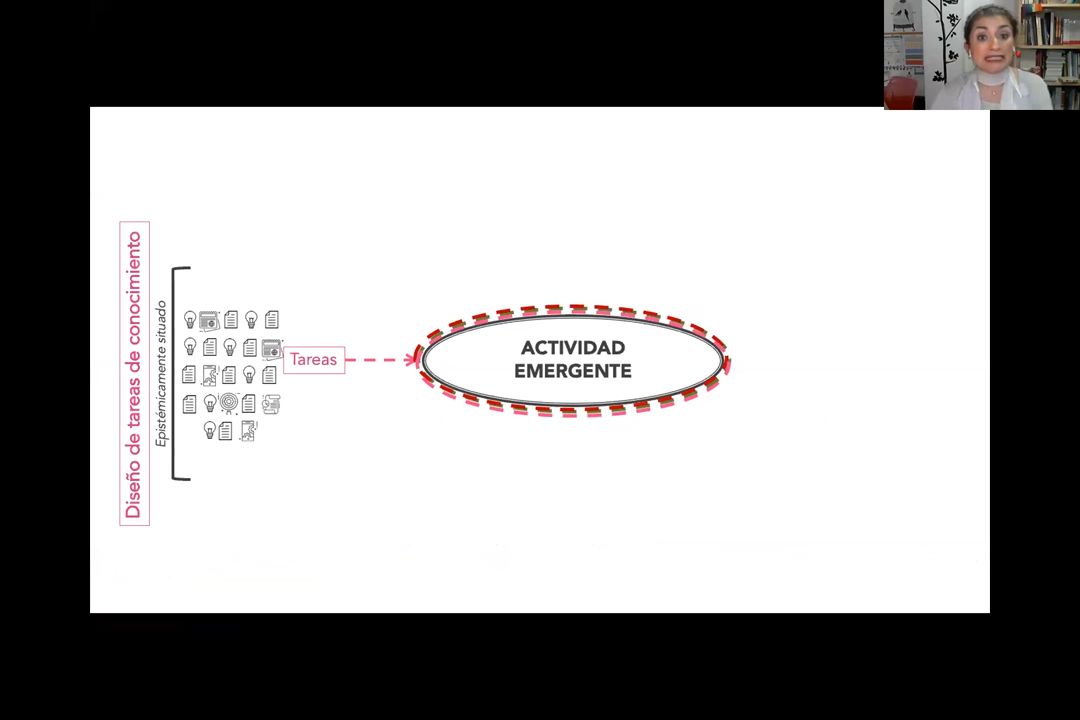 Diseño de tareas de conocimiento
Epistémicamente situado
Tareas
ACTIVIDAD
EMERGENTE